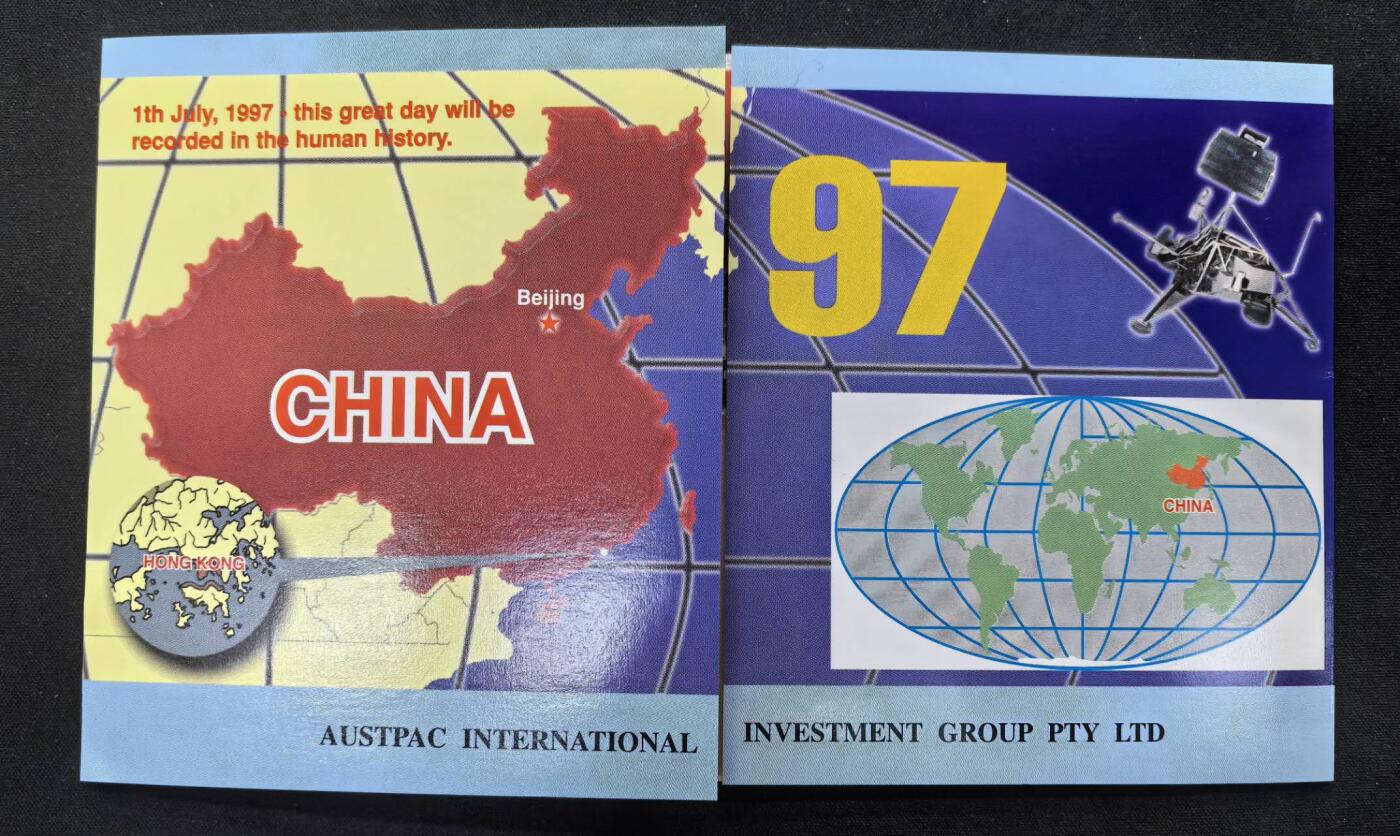 1th July, 1997 - this great day will be
recorded in the human history.
Beijing
CHINA
HONG KONG
AUSTPAC INTERNATIONAL
97
CHINA
INVESTMENT GROUP PTY LTD